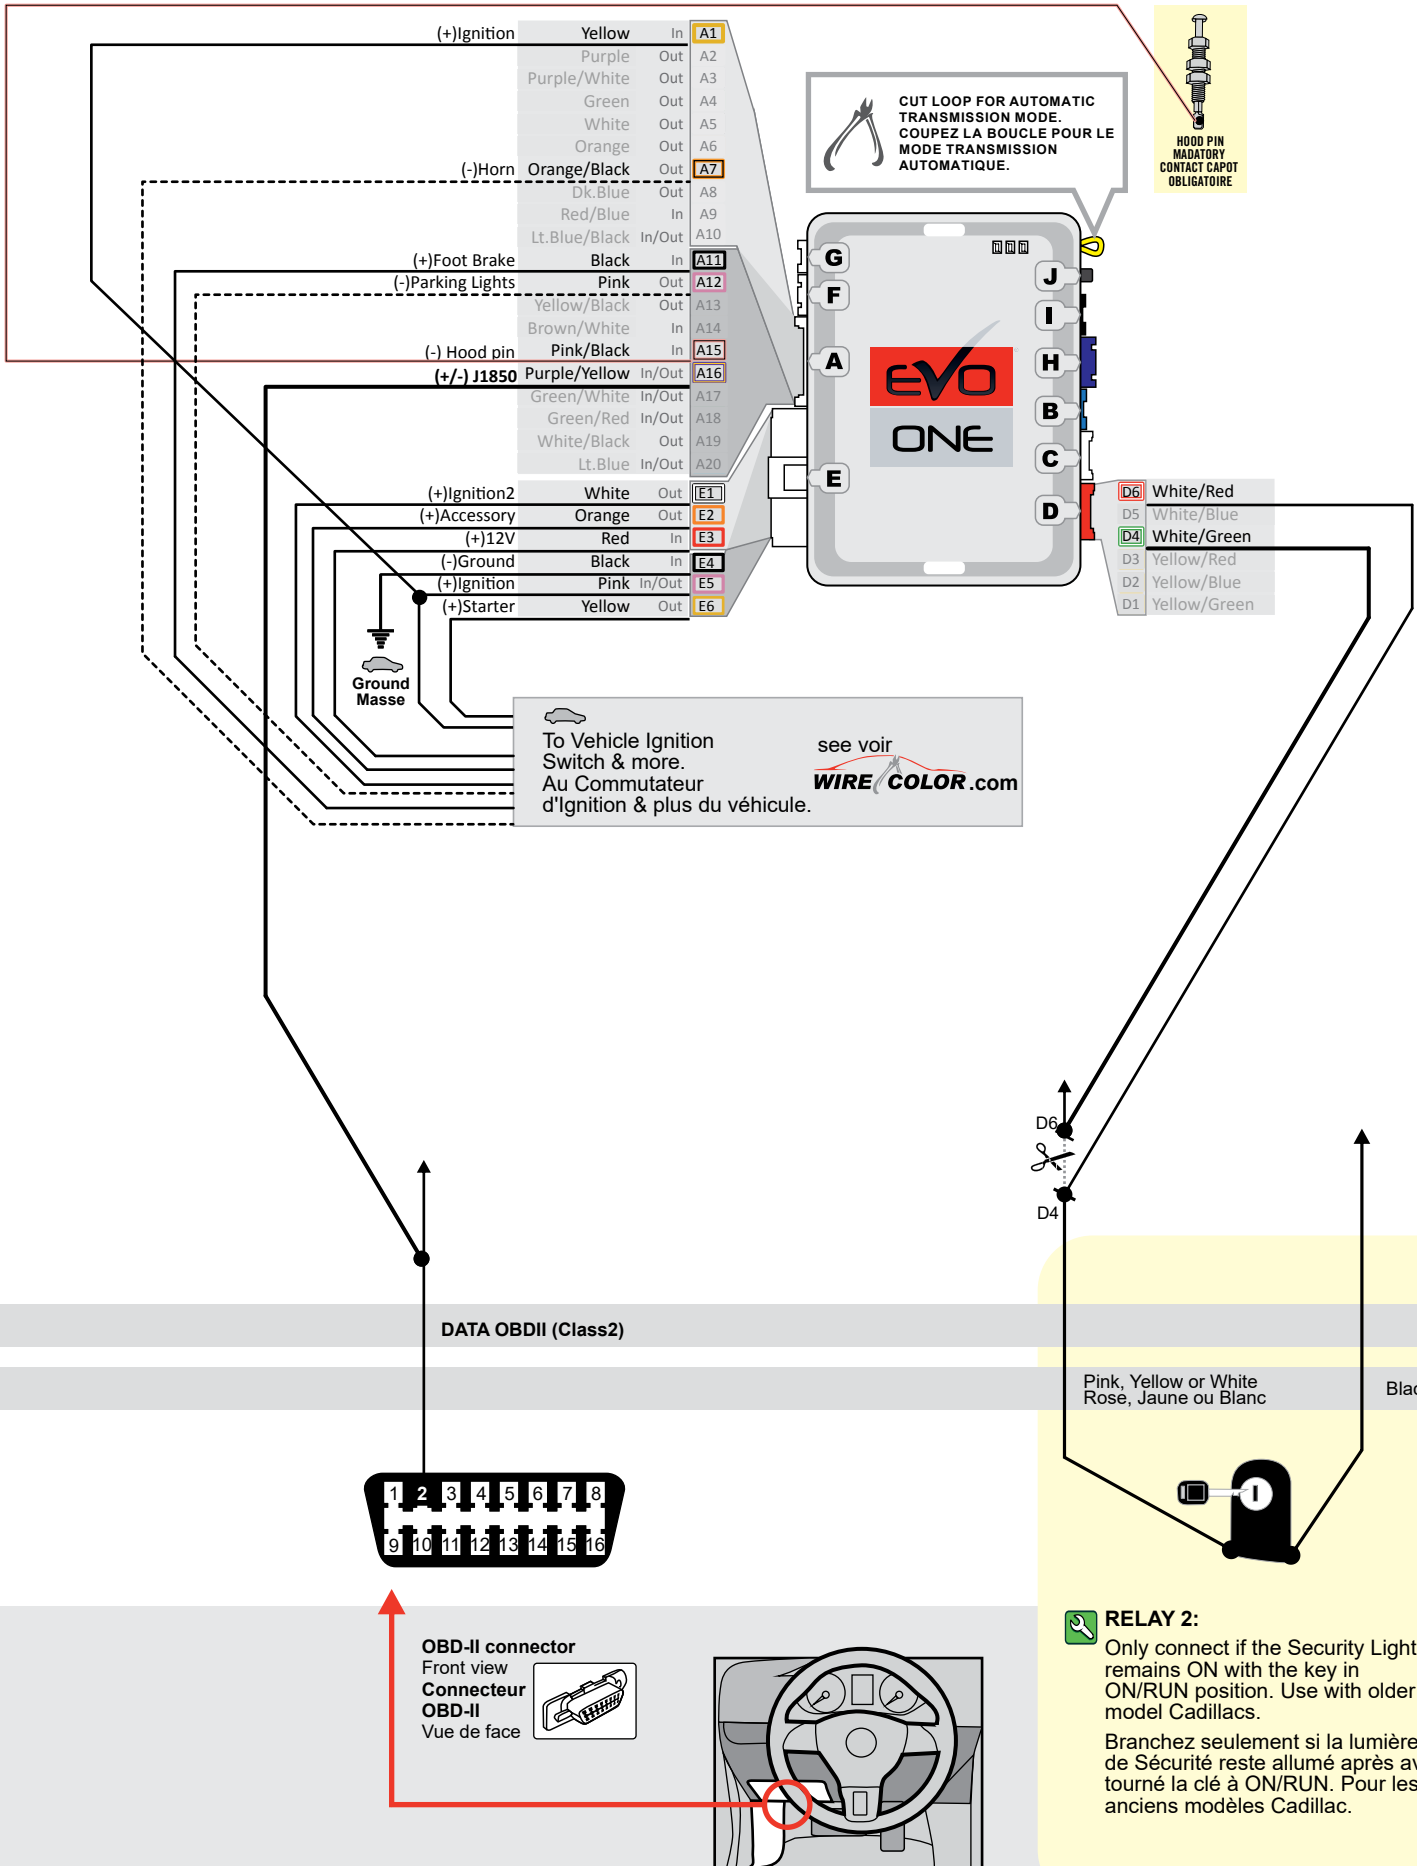 (+)Ignition Yellow In A1
Purple Out A2
Purple/White Out A3
Green Out A4
White Out A5
Orange Out A6
(-)Horn Orange/Black Out A7
Dk.Blue Out A8
Red/Blue In A9
Lt.Blue/Black In/Out A10
(+)Foot Brake Black In A11
(-)Parking Lights Pink Out A12
Yellow/Black Out A13
Brown/White In A14
(-) Hood pin Pink/Black In A15
(+/-) J1850 Purple/Yellow In/Out A16
Green/White In/Out A17
Green/Red In/Out A18
White/Black Out A19
Lt.Blue In/Out A20
(+)Ignition2 White Out E1
(+)Accessory Orange Out E2
(+)12V Red In E3
(-)Ground Black In E4
(+)Ignition Pink In/Out E5
(+)Starter Yellow Out E6
CUT LOOP FOR AUTOMATIC
TRANSMISSION MODE.
COUPEZ LA BOUCLE POUR LE
MODE TRANSMISSION
AUTOMATIQUE.
HOOD PIN
MADATORY
CONTACT CAPOT
OBLIGATOIRE
G
F
A
E
J
I
H
B
C
D
EVO
ONE
D6 White/Red
D5 White/Blue
D4 White/Green
D3 Yellow/Red
D2 Yellow/Blue
D1 Yellow/Green
Ground
Masse
To Vehicle Ignition
Switch & more.
Au Commutateur
d'Ignition & plus du véhicule.
see voir
WIRE COLOR.com
D6
D4
DATA OBDII (Class2)
Pink, Yellow or White
Rose, Jaune ou Blanc
Blac
1 2 3 4 5 6 7 8
9 10 11 12 13 14 15 16
OBD-II connector
Front view
Connecteur
OBD-II
Vue de face
RELAY 2:
Only connect if the Security Light
remains ON with the key in
ON/RUN position. Use with older
model Cadillacs.
Branchez seulement si la lumière
de Sécurité reste allumé après av
tourné la clé à ON/RUN. Pour les
anciens modèles Cadillac.